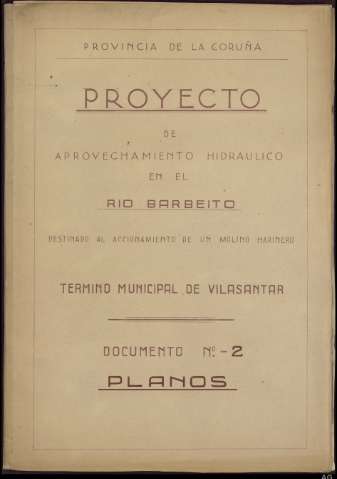 PROVINCIA DE LA CORUÑA
PROYECTO
DE
APROVECHAMIENTO HIDRAULICO
EN EL
RIO BARBEITO
DESTINADO AL ACCIONAMIENTO DE UN MOLINO HARINERO
TERMINO MUNICIPAL DE VILASANTAR
DOCUMENTO Nº - 2
PLANOS
AG